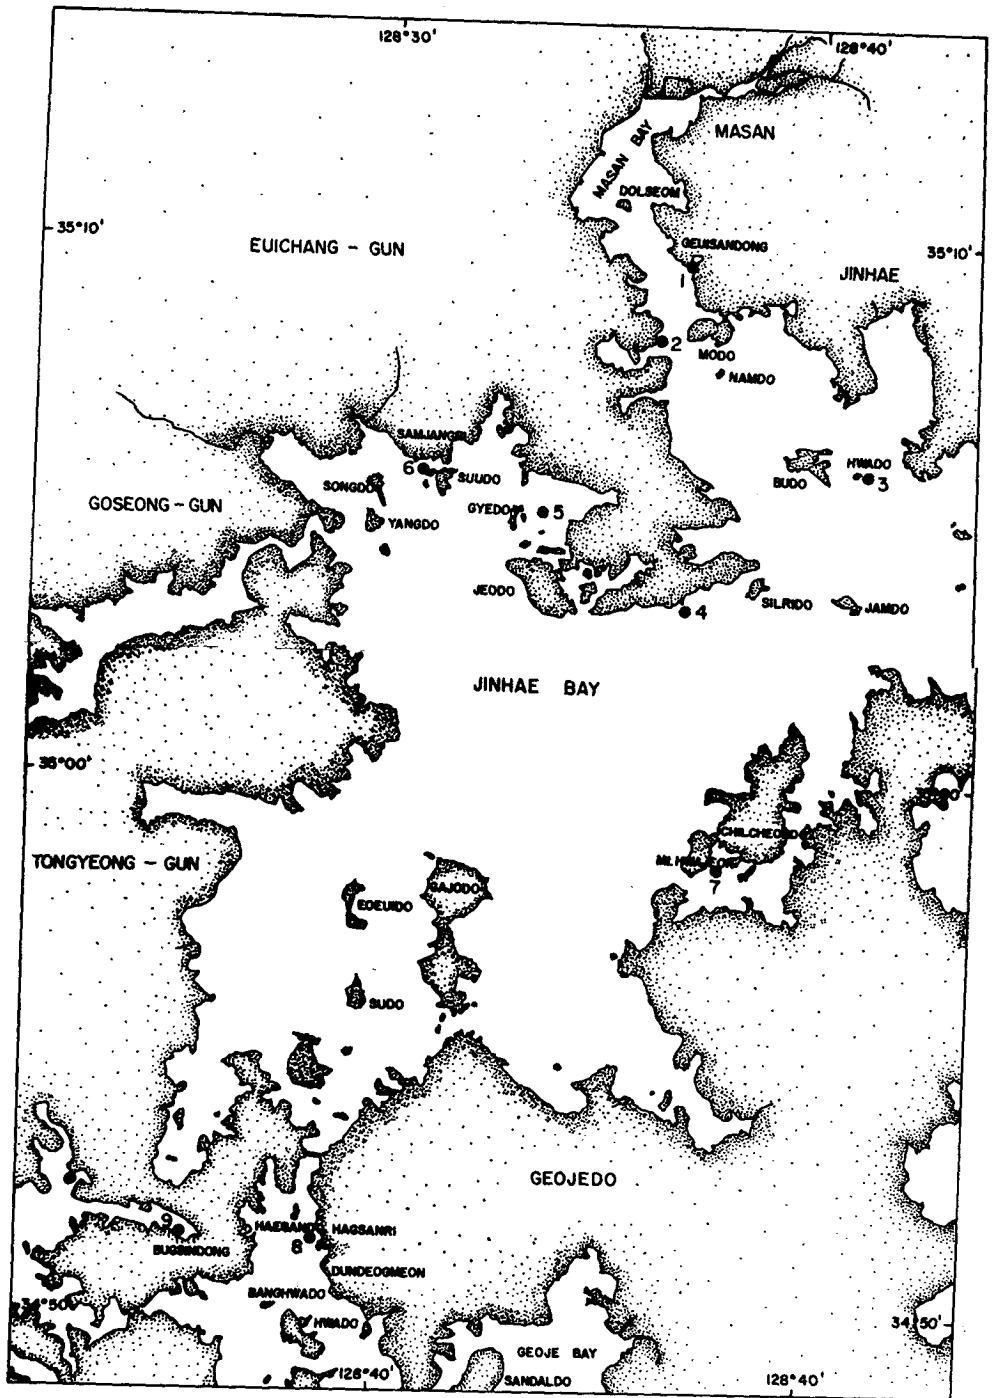 128°30'
128°40'
MASAN
MASAN BAY
DOLSEOM
35°10'
EUICHANG - GUN
GEUISANDONG
35°10'
1
JINHAE
2
MODO
NAMDO
SAMJANGRI
6
SUUDO
SONGDO
HWADO
BUDO
3
GOSEONG - GUN
YANGDO
GYEDO
5
JEODO
4
SILRIDO
JAMDO
JINHAE BAY
35°00'
CHILCHEONDO
TONGYEONG - GUN
7
GAJODO
EOEUIDO
SUDO
GEOJEDO
9
BUGSINDONG
HAEBANDO
HAGSANRI
8
DUNDEOGMEON
BANGHWADO
34°50'
HWADO
34°50'
GEOJE BAY
128°40'
128°40'
SANDALDO